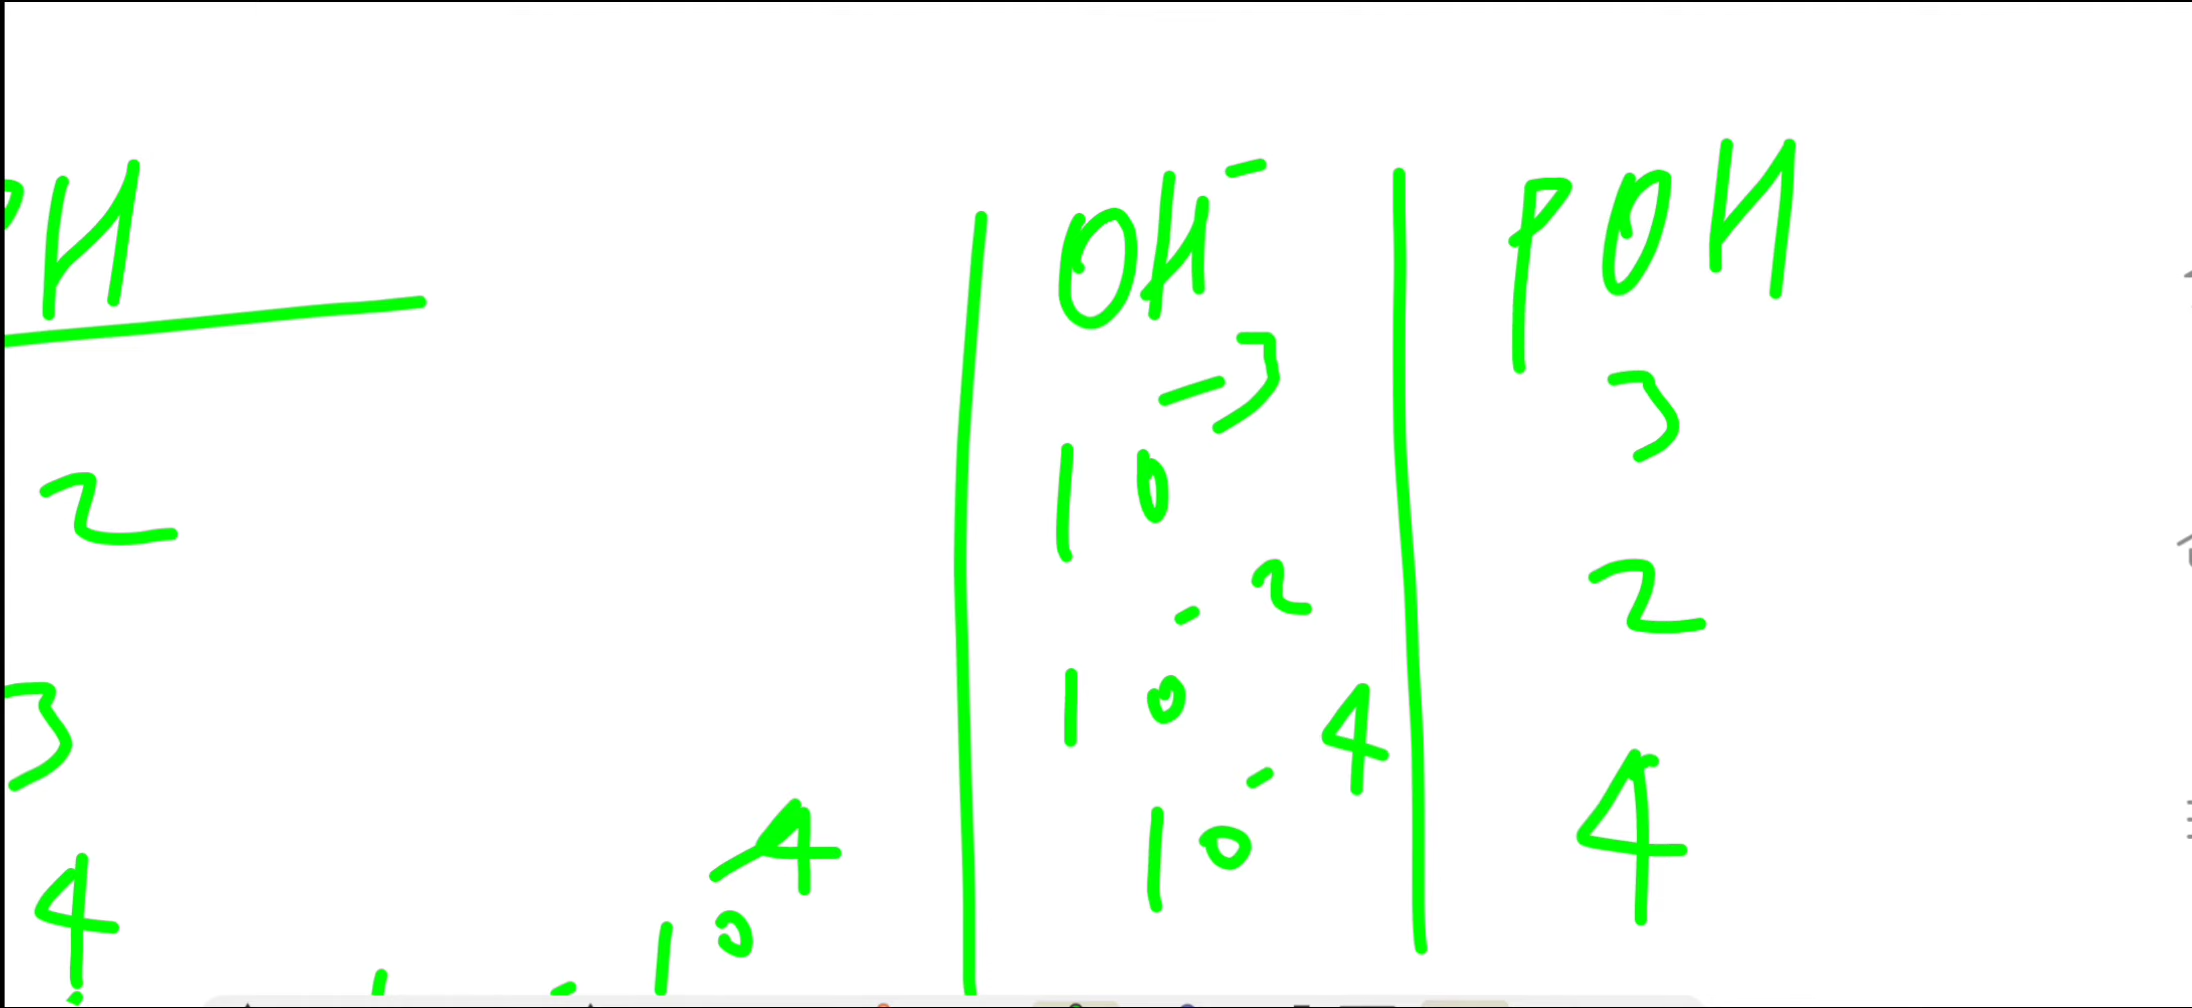 PH | OH⁻ | POH
10⁻³ | 3
2
10⁻² | 2
3
10⁻⁴ | 4
4
10⁻⁴